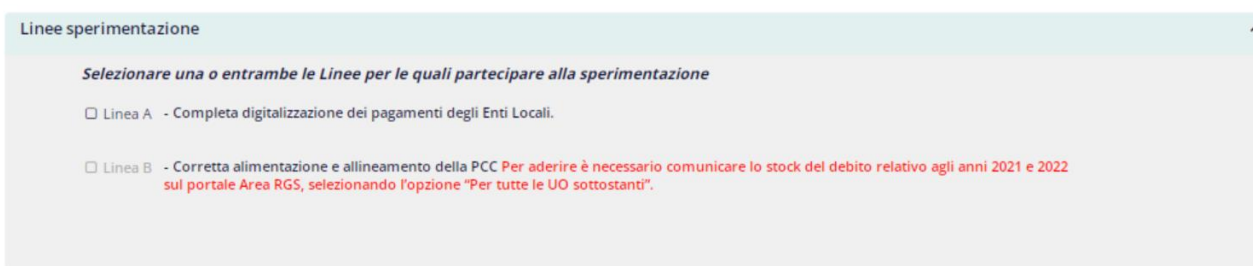 Linee sperimentazione
Selezionare una o entrambe le Linee per le quali partecipare alla sperimentazione
Linea A - Completa digitalizzazione dei pagamenti degli Enti Locali.
Linea B - Corretta alimentazione e allineamento della PCC Per aderire è necessario comunicare lo stock del debito relativo agli anni 2021 e 2022
sul portale Area RGS, selezionando l’opzione “Per tutte le UO sottostanti”.